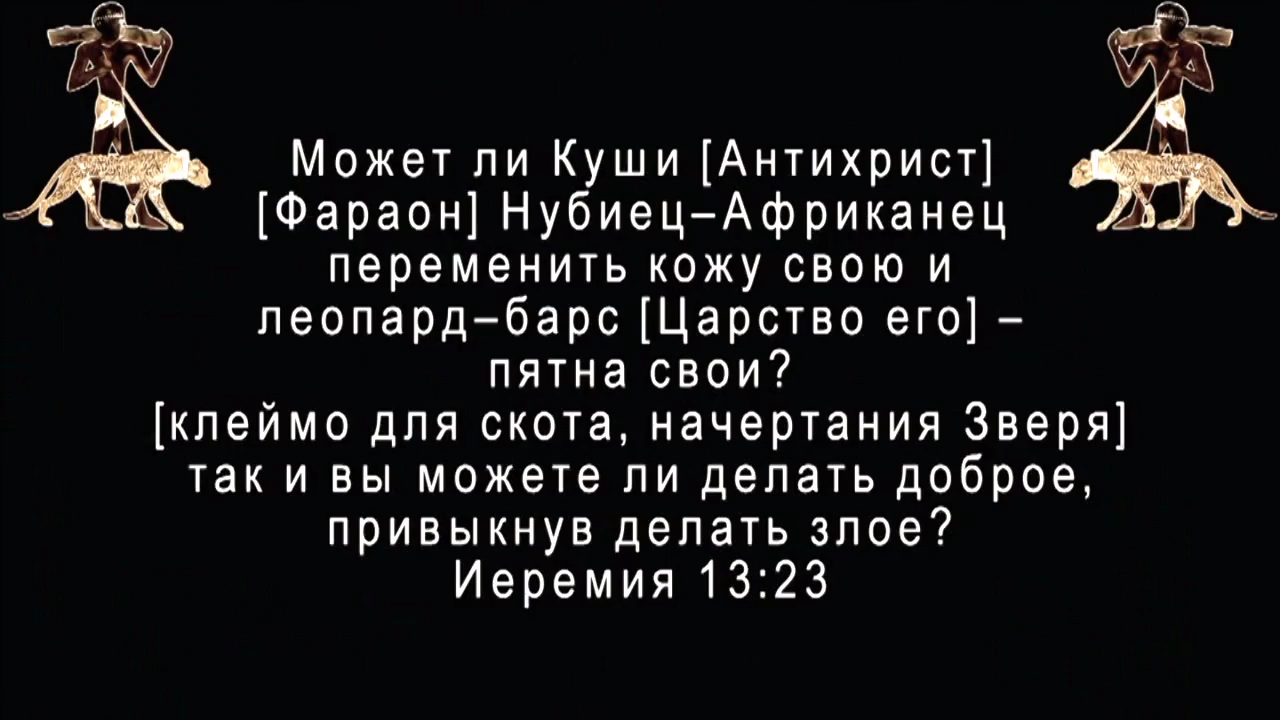 Может ли Куши [Антихрист]
[Фараон] Нубиец–Африканец
переменить кожу свою и
леопард–барс [Царство его] –
пятна свои?
[клеймо для скота, начертания Зверя]
так и вы можете ли делать доброе,
привыкнув делать злое?
Иеремия 13:23